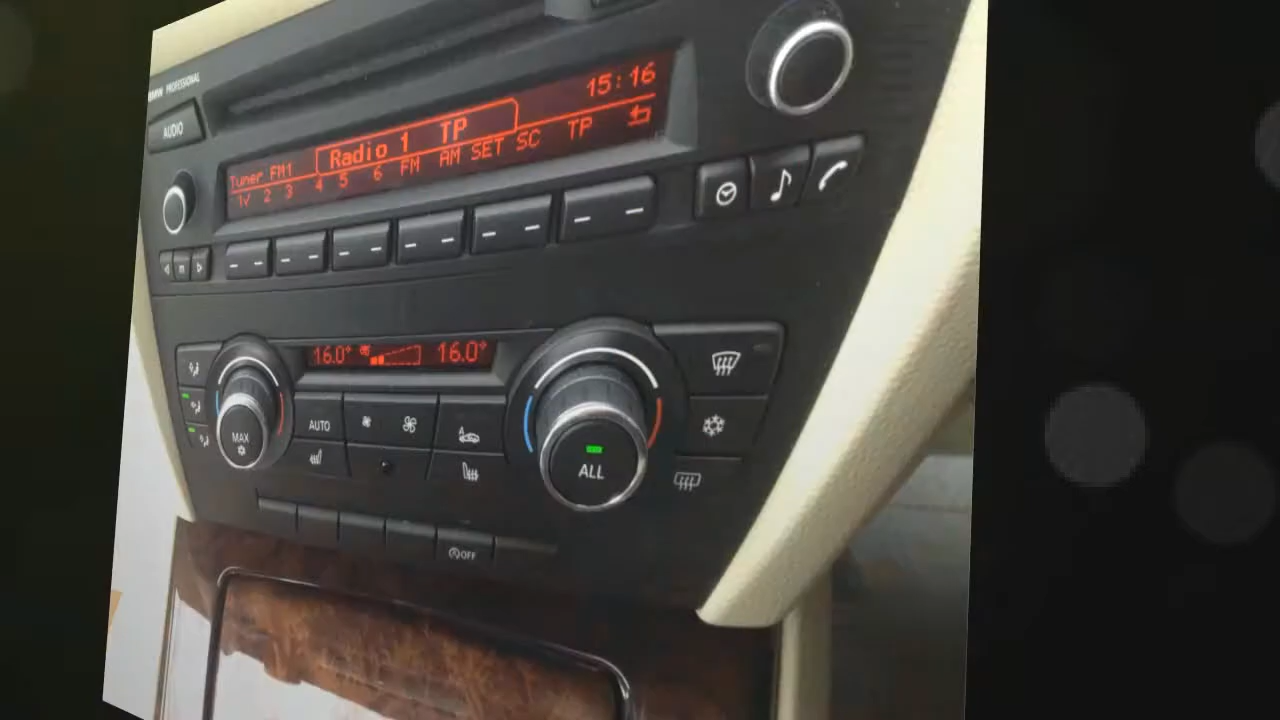 BMW PROFESSIONAL
AUDIO
15:16
Tuner FM1 Radio 1 TP
1√ 2 3 4 5 6 FM AM SET SC TP
16.0° 16.0°
MAX
AUTO
A
ALL
OFF